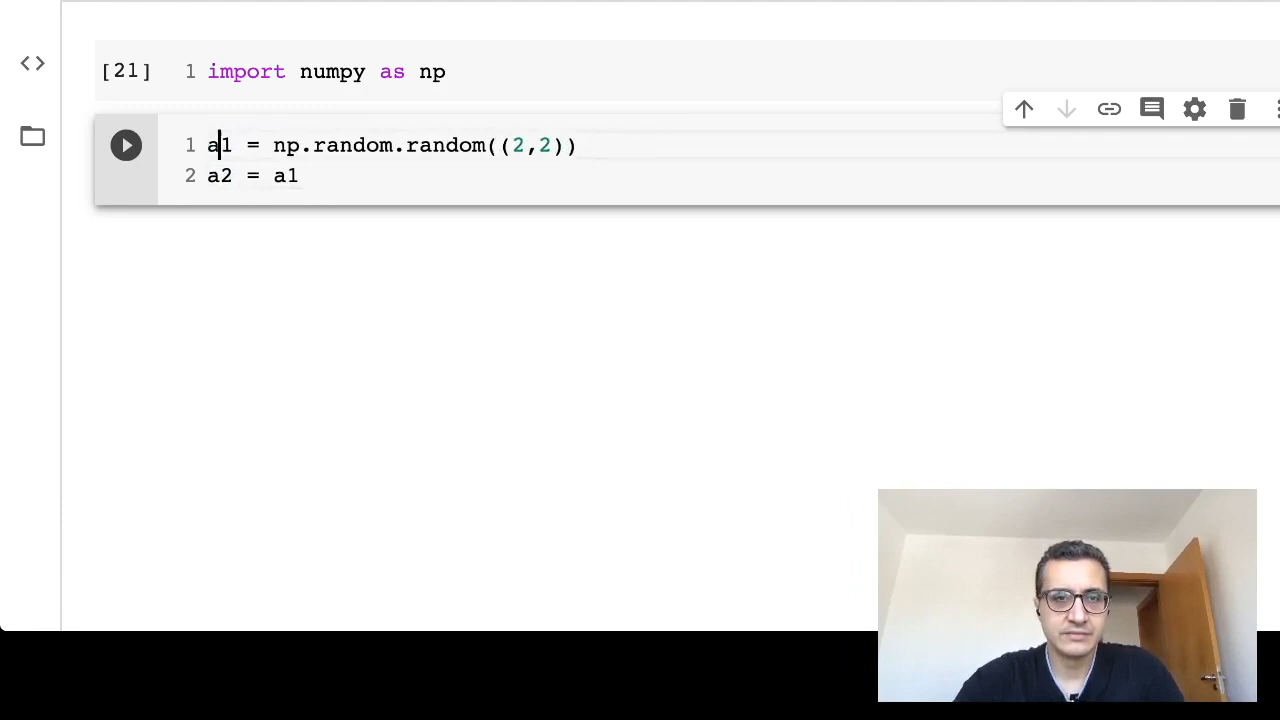 [21] 1 import numpy as np
1 a1 = np.random.random((2,2))
2 a2 = a1